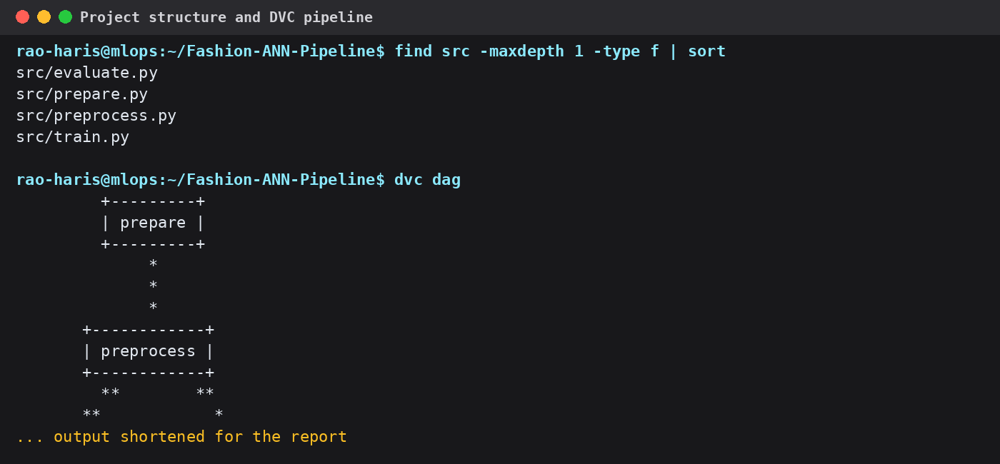 Project structure and DVC pipeline
rao-haris@mlops:~/Fashion-ANN-Pipeline$ find src -maxdepth 1 -type f | sort
src/evaluate.py
src/prepare.py
src/preprocess.py
src/train.py

rao-haris@mlops:~/Fashion-ANN-Pipeline$ dvc dag
         +---------+
         | prepare |
         +---------+
              *
              *
              *
       +------------+
       | preprocess |
       +------------+
         **        **
       **            *
... output shortened for the report